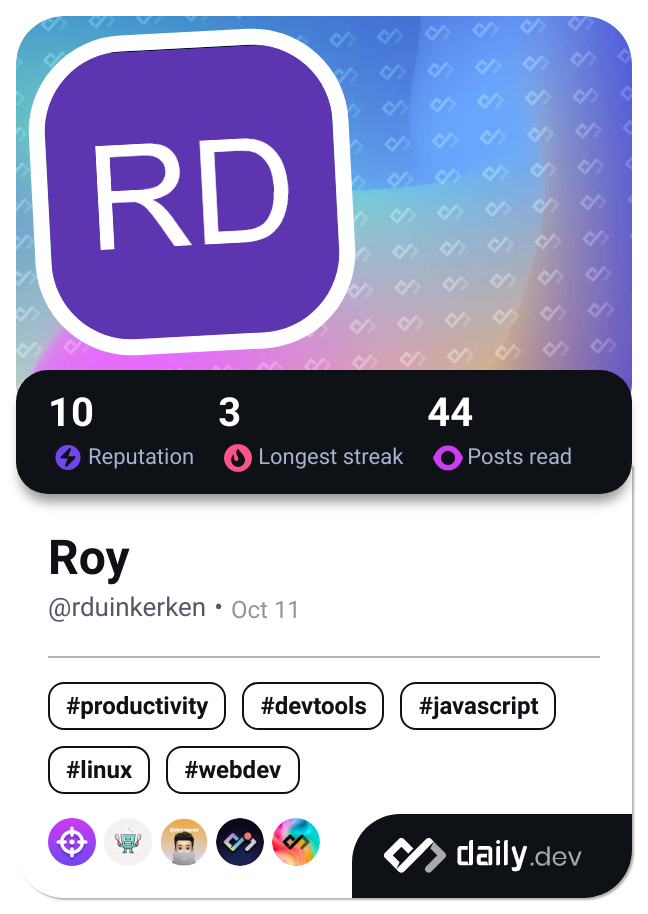 RD
10 3 44
Reputation Longest streak Posts read
Roy
@rduinkerken • Oct 11
#productivity #devtools #javascript
#linux #webdev
daily.dev